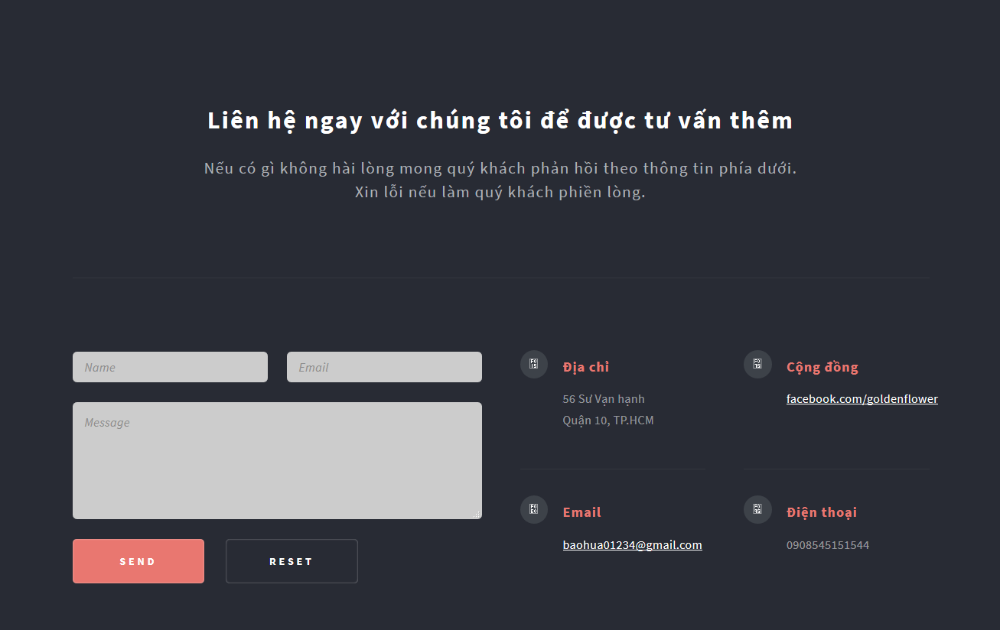 Liên hệ ngay với chúng tôi để được tư vấn thêm
Nếu có gì không hài lòng mong quý khách phản hồi theo thông tin phía dưới.
Xin lỗi nếu làm quý khách phiền lòng.
Name
Email
Message
SEND
RESET
Địa chỉ
56 Sư Vạn hạnh
Quận 10, TP.HCM
Cộng đồng
facebook.com/goldenflower
Email
baohua01234@gmail.com
Điện thoại
0908545151544